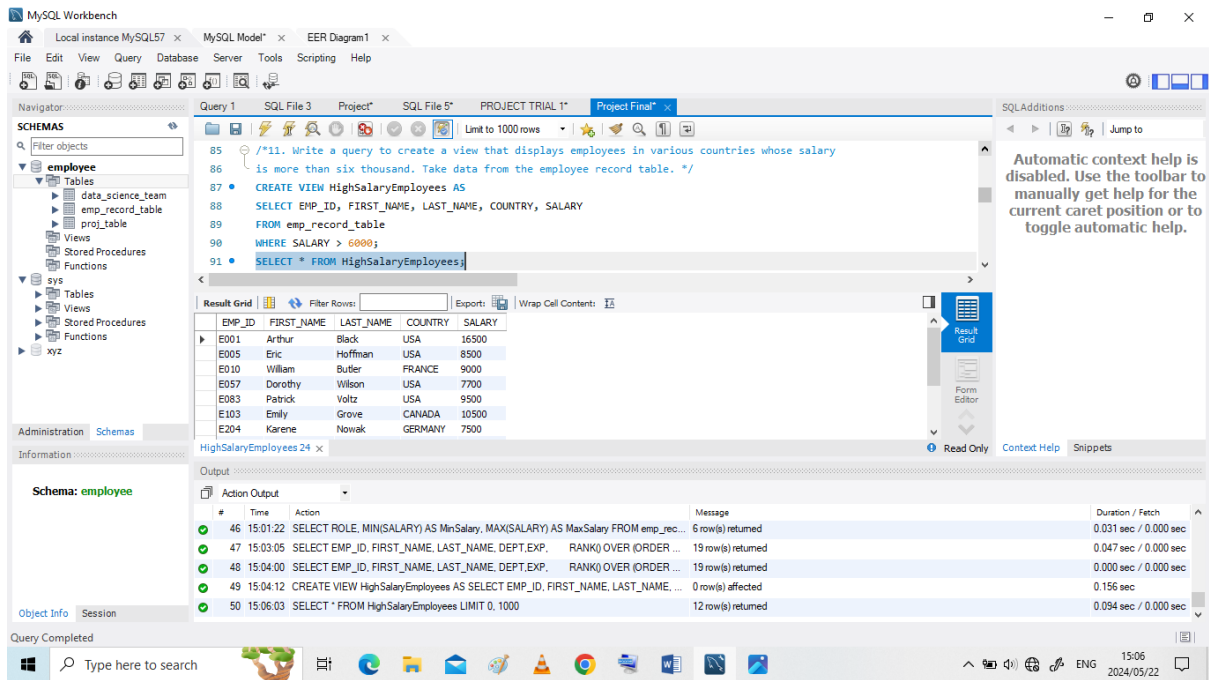 MySQL Workbench
Local instance MySQL57 × MySQL Model* × EER Diagram1 ×
File Edit View Query Database Server Tools Scripting Help
Navigator
SCHEMAS
Filter objects
employee
Tables
data_science_team
emp_record_table
proj_table
Views
Stored Procedures
Functions
sys
Tables
Views
Stored Procedures
Functions
xyz
Administration Schemas
Information
Schema: employee
Object Info Session
Query 1 SQL File 3 Project* SQL File 5* PROJECT TRIAL 1* Project Final* ×
Limit to 1000 rows
85 /*11. Write a query to create a view that displays employees in various countries whose salary
86 is more than six thousand. Take data from the employee record table. */
87 CREATE VIEW HighSalaryEmployees AS
88 SELECT EMP_ID, FIRST_NAME, LAST_NAME, COUNTRY, SALARY
89 FROM emp_record_table
90 WHERE SALARY > 6000;
91 SELECT * FROM HighSalaryEmployees;
Result Grid Filter Rows: Export: Wrap Cell Content:
EMP_ID FIRST_NAME LAST_NAME COUNTRY SALARY
E001 Arthur Black USA 16500
E005 Eric Hoffman USA 8500
E010 William Butler FRANCE 9000
E057 Dorothy Wilson USA 7700
E083 Patrick Voltz USA 9500
E103 Emily Grove CANADA 10500
E204 Karene Nowak GERMANY 7500
Result Grid
Form Editor
HighSalaryEmployees 24 × Read Only
SQLAdditions
Jump to
Automatic context help is
disabled. Use the toolbar to
manually get help for the
current caret position or to
toggle automatic help.
Context Help Snippets
Output
Action Output
# Time Action Message Duration / Fetch
46 15:01:22 SELECT ROLE, MIN(SALARY) AS MinSalary, MAX(SALARY) AS MaxSalary FROM emp_rec... 6 row(s) returned 0.031 sec / 0.000 sec
47 15:03:05 SELECT EMP_ID, FIRST_NAME, LAST_NAME, DEPT,EXP, RANK() OVER (ORDER ... 19 row(s) returned 0.047 sec / 0.000 sec
48 15:04:00 SELECT EMP_ID, FIRST_NAME, LAST_NAME, DEPT,EXP, RANK() OVER (ORDER ... 19 row(s) returned 0.000 sec / 0.000 sec
49 15:04:12 CREATE VIEW HighSalaryEmployees AS SELECT EMP_ID, FIRST_NAME, LAST_NAME, ... 0 row(s) affected 0.156 sec
50 15:06:03 SELECT * FROM HighSalaryEmployees LIMIT 0, 1000 12 row(s) returned 0.094 sec / 0.000 sec
Query Completed
Type here to search
ENG
15:06
2024/05/22